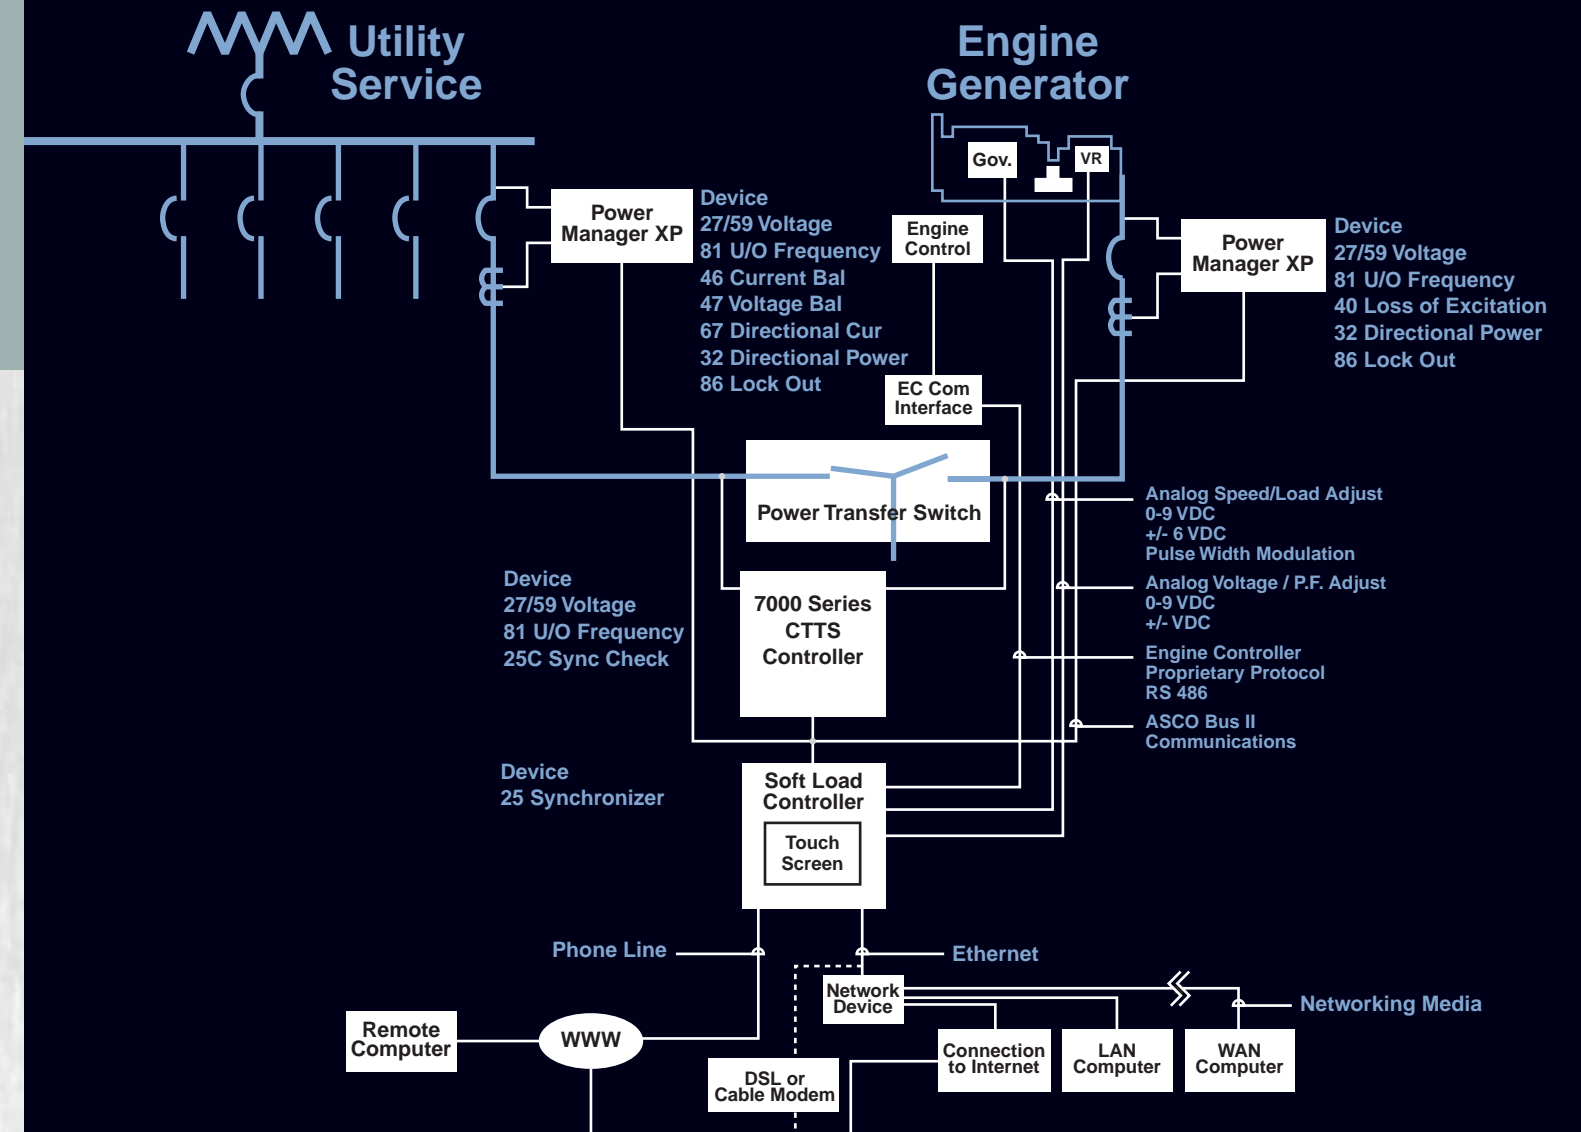 Utility
Service
Engine
Generator
Gov.
VR
Power
Manager XP
Device
27/59 Voltage
81 U/O Frequency
46 Current Bal
47 Voltage Bal
67 Directional Cur
32 Directional Power
86 Lock Out
Engine
Control
Power
Manager XP
Device
27/59 Voltage
81 U/O Frequency
40 Loss of Excitation
32 Directional Power
86 Lock Out
EC Com
Interface
Power Transfer Switch
Analog Speed/Load Adjust
0-9 VDC
+/- 6 VDC
Pulse Width Modulation
Device
27/59 Voltage
81 U/O Frequency
25C Sync Check
7000 Series
CTTS
Controller
Analog Voltage / P.F. Adjust
0-9 VDC
+/- VDC
Engine Controller
Proprietary Protocol
RS 486
ASCO Bus II
Communications
Device
25 Synchronizer
Soft Load
Controller
Touch
Screen
Phone Line
Ethernet
Network
Device
Networking Media
Remote
Computer
WWW
Connection
to Internet
LAN
Computer
WAN
Computer
DSL or
Cable Modem